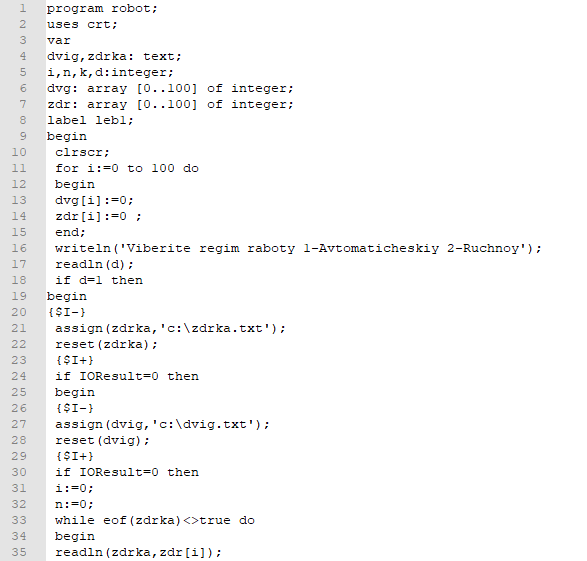 1 program robot;
2 uses crt;
3 var
4 dvig,zdrka: text;
5 i,n,k,d:integer;
6 dvg: array [0..100] of integer;
7 zdr: array [0..100] of integer;
8 label leb1;
9 begin
10 clrscr;
11 for i:=0 to 100 do
12 begin
13 dvg[i]:=0;
14 zdr[i]:=0 ;
15 end;
16 writeln('Viberite regim raboty 1-Avtomaticheskiy 2-Ruchnoy');
17 readln(d);
18 if d=1 then
19 begin
20 {$I-}
21 assign(zdrka,'c:\zdrka.txt');
22 reset(zdrka);
23 {$I+}
24 if IOResult=0 then
25 begin
26 {$I-}
27 assign(dvig,'c:\dvig.txt');
28 reset(dvig);
29 {$I+}
30 if IOResult=0 then
31 i:=0;
32 n:=0;
33 while eof(zdrka)<>true do
34 begin
35 readln(zdrka,zdr[i]);